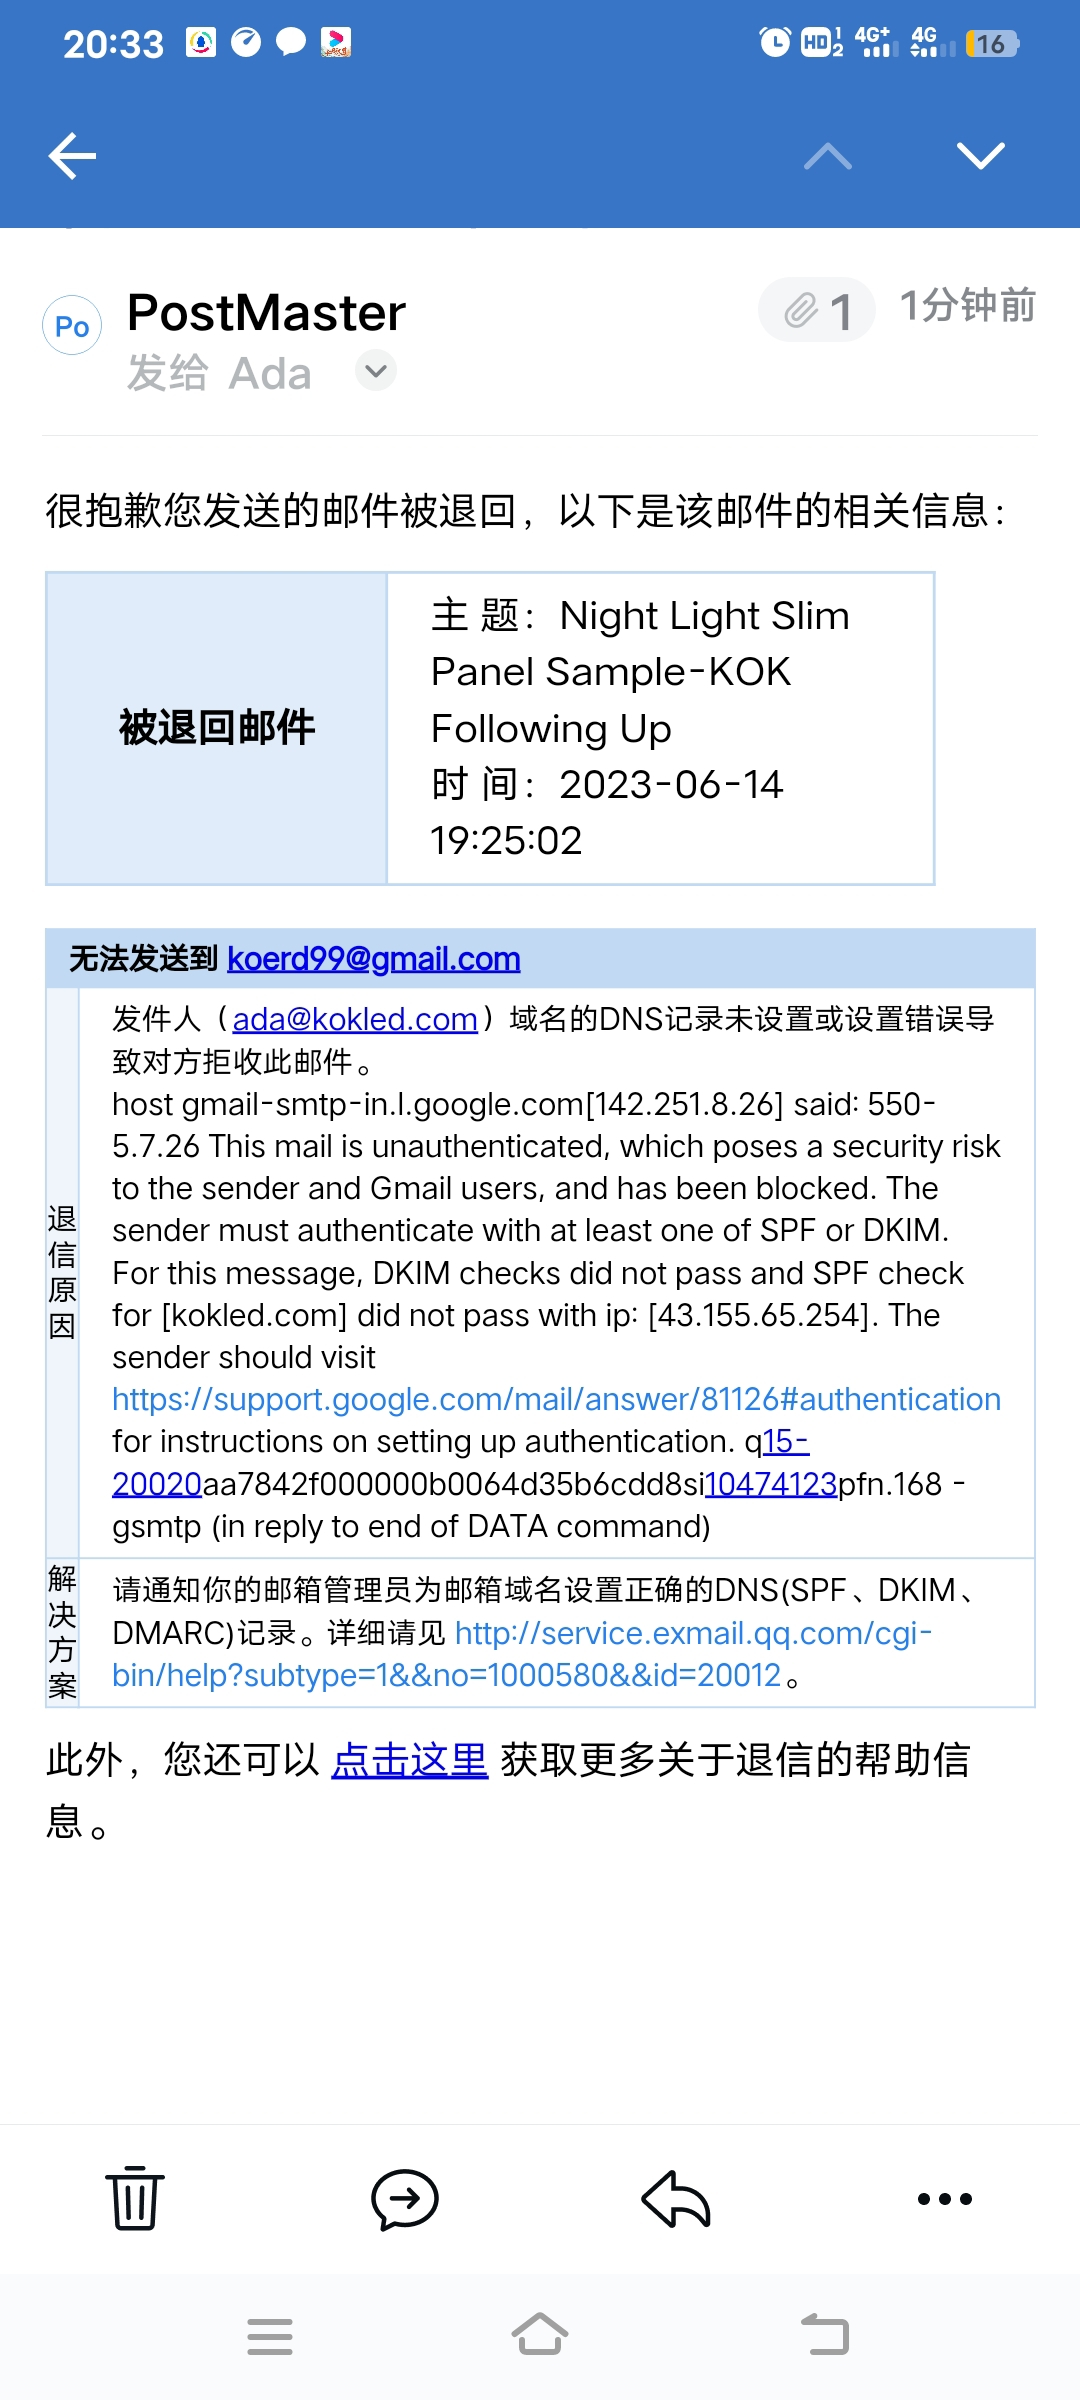 20:33
HD 1 2 4G+ 4G 16
Po
PostMaster
1
1分钟前
发给 Ada
很抱歉您发送的邮件被退回，以下是该邮件的相关信息：
被退回邮件
主 题：Night Light Slim
Panel Sample-KOK
Following Up
时 间：2023-06-14
19:25:02
无法发送到 koerd99@gmail.com
退信原因
发件人（ada@kokled.com）域名的DNS记录未设置或设置错误导
致对方拒收此邮件。
host gmail-smtp-in.l.google.com[142.251.8.26] said: 550-
5.7.26 This mail is unauthenticated, which poses a security risk
to the sender and Gmail users, and has been blocked. The
sender must authenticate with at least one of SPF or DKIM.
For this message, DKIM checks did not pass and SPF check
for [kokled.com] did not pass with ip: [43.155.65.254]. The
sender should visit
https://support.google.com/mail/answer/81126#authentication
for instructions on setting up authentication. q15-
20020aa7842f000000b0064d35b6cdd8si10474123pfn.168 -
gsmtp (in reply to end of DATA command)
解决方案
请通知你的邮箱管理员为邮箱域名设置正确的DNS(SPF、DKIM、
DMARC)记录。详细请见 http://service.exmail.qq.com/cgi-
bin/help?subtype=1&&no=1000580&&id=20012。
此外，您还可以 点击这里 获取更多关于退信的帮助信
息。